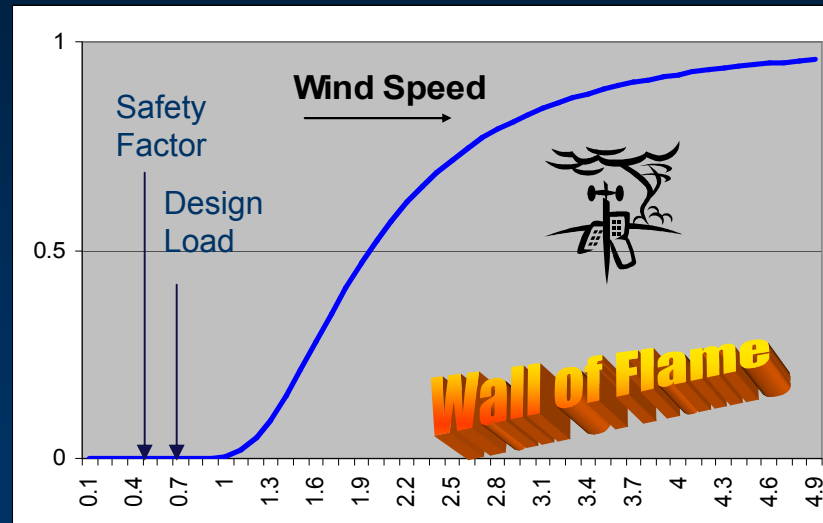 1
Wind Speed
Safety
Factor
Design
Load
0.5
Wall of Flame
0
0.1 0.4 0.7 1 1.3 1.6 1.9 2.2 2.5 2.8 3.1 3.4 3.7 4 4.3 4.6 4.9